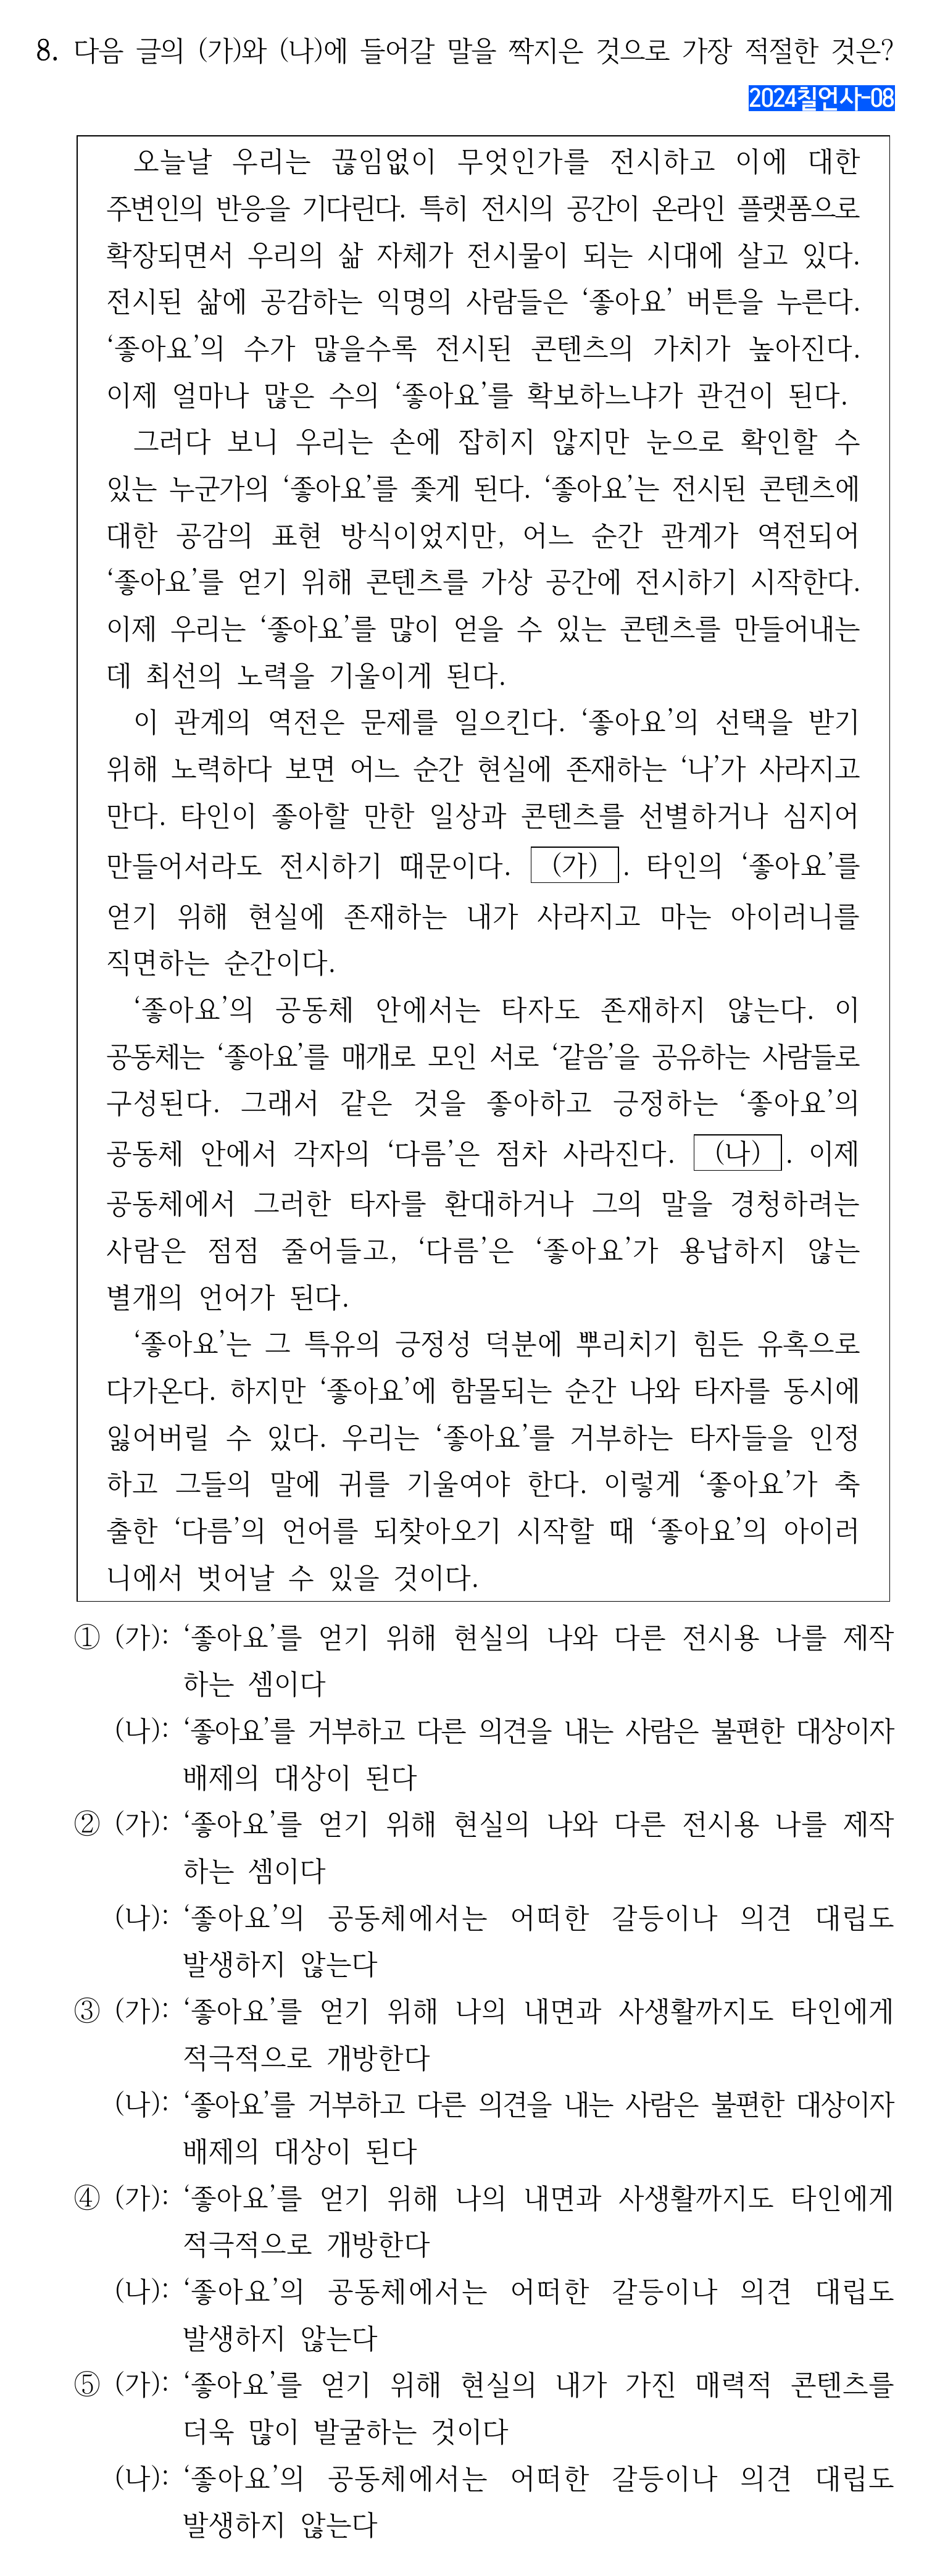 8. 다음 글의 (가)와 (나)에 들어갈 말을 짝지은 것으로 가장 적절한 것은?
2024칠언사-08
오늘날 우리는 끊임없이 무엇인가를 전시하고 이에 대한
주변인의 반응을 기다린다. 특히 전시의 공간이 온라인 플랫폼으로
확장되면서 우리의 삶 자체가 전시물이 되는 시대에 살고 있다.
전시된 삶에 공감하는 익명의 사람들은 ‘좋아요’ 버튼을 누른다.
‘좋아요’의 수가 많을수록 전시된 콘텐츠의 가치가 높아진다.
이제 얼마나 많은 수의 ‘좋아요’를 확보하느냐가 관건이 된다.
그러다 보니 우리는 손에 잡히지 않지만 눈으로 확인할 수
있는 누군가의 ‘좋아요’를 좇게 된다. ‘좋아요’는 전시된 콘텐츠에
대한 공감의 표현 방식이었지만, 어느 순간 관계가 역전되어
‘좋아요’를 얻기 위해 콘텐츠를 가상 공간에 전시하기 시작한다.
이제 우리는 ‘좋아요’를 많이 얻을 수 있는 콘텐츠를 만들어내는
데 최선의 노력을 기울이게 된다.
이 관계의 역전은 문제를 일으킨다. ‘좋아요’의 선택을 받기
위해 노력하다 보면 어느 순간 현실에 존재하는 ‘나’가 사라지고
만다. 타인이 좋아할 만한 일상과 콘텐츠를 선별하거나 심지어
만들어서라도 전시하기 때문이다. (가). 타인의 ‘좋아요’를
얻기 위해 현실에 존재하는 내가 사라지고 마는 아이러니를
직면하는 순간이다.
‘좋아요’의 공동체 안에서는 타자도 존재하지 않는다. 이
공동체는 ‘좋아요’를 매개로 모인 서로 ‘같음’을 공유하는 사람들로
구성된다. 그래서 같은 것을 좋아하고 긍정하는 ‘좋아요’의
공동체 안에서 각자의 ‘다름’은 점차 사라진다. (나). 이제
공동체에서 그러한 타자를 환대하거나 그의 말을 경청하려는
사람은 점점 줄어들고, ‘다름’은 ‘좋아요’가 용납하지 않는
별개의 언어가 된다.
‘좋아요’는 그 특유의 긍정성 덕분에 뿌리치기 힘든 유혹으로
다가온다. 하지만 ‘좋아요’에 함몰되는 순간 나와 타자를 동시에
잃어버릴 수 있다. 우리는 ‘좋아요’를 거부하는 타자들을 인정
하고 그들의 말에 귀를 기울여야 한다. 이렇게 ‘좋아요’가 축
출한 ‘다름’의 언어를 되찾아오기 시작할 때 ‘좋아요’의 아이러
니에서 벗어날 수 있을 것이다.
① (가): ‘좋아요’를 얻기 위해 현실의 나와 다른 전시용 나를 제작
하는 셈이다
(나): ‘좋아요’를 거부하고 다른 의견을 내는 사람은 불편한 대상이자
배제의 대상이 된다
② (가): ‘좋아요’를 얻기 위해 현실의 나와 다른 전시용 나를 제작
하는 셈이다
(나): ‘좋아요’의 공동체에서는 어떠한 갈등이나 의견 대립도
발생하지 않는다
③ (가): ‘좋아요’를 얻기 위해 나의 내면과 사생활까지도 타인에게
적극적으로 개방한다
(나): ‘좋아요’를 거부하고 다른 의견을 내는 사람은 불편한 대상이자
배제의 대상이 된다
④ (가): ‘좋아요’를 얻기 위해 나의 내면과 사생활까지도 타인에게
적극적으로 개방한다
(나): ‘좋아요’의 공동체에서는 어떠한 갈등이나 의견 대립도
발생하지 않는다
⑤ (가): ‘좋아요’를 얻기 위해 현실의 내가 가진 매력적 콘텐츠를
더욱 많이 발굴하는 것이다
(나): ‘좋아요’의 공동체에서는 어떠한 갈등이나 의견 대립도
발생하지 않는다